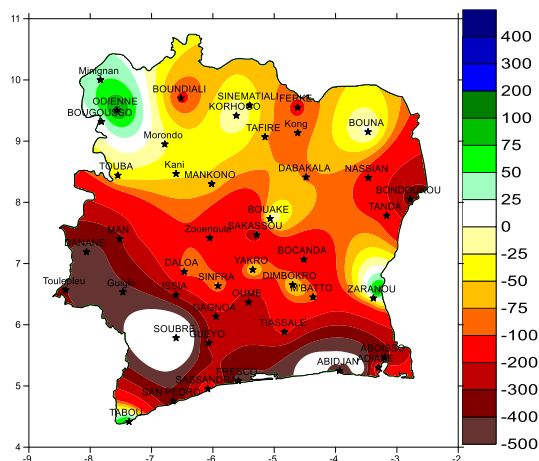 11
10
9
8
7
6
5
4
-9
-8
-7
-6
-5
-4
-3
-2
Minignan
ODIENNE
BOUGOUSSO
BOUNDIALI
SINEMATIALI
FERKE
KORHOGO
TAFIRE
Kong
BOUNA
Morondo
TOUBA
Kani
MANKONO
DABAKALA
NASSIAN
BONDOUKOU
TANDA
BOUAKE
SAKASSOU
Zouenoula
MAN
DANANE
BOCANDA
YAKRO
DALOA
SINFRA
DIMBOKRO
M'BATTO
ZARANOU
Toulepleu
Guiglo
ISSIA
OUME
GAGNOA
TIASSALE
SOUBRE
GUEYO
ABOISSO
ADIAKE
ABIDJAN
FRESCO
SASSANDRA
SAN PEDRO
TABOU
400
300
200
100
75
50
25
0
-25
-50
-75
-100
-200
-300
-400
-500